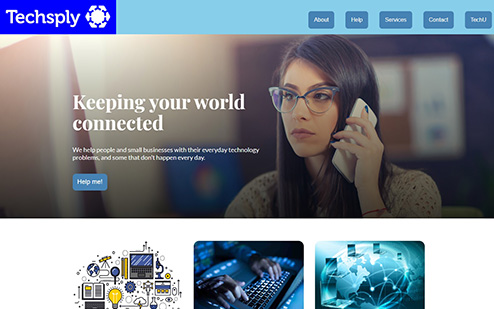 Techsply
About
Help
Services
Contact
TechU
Keeping your world
connected
We help people and small businesses with their everyday technology
problems, and some that don't happen every day.
Help me!